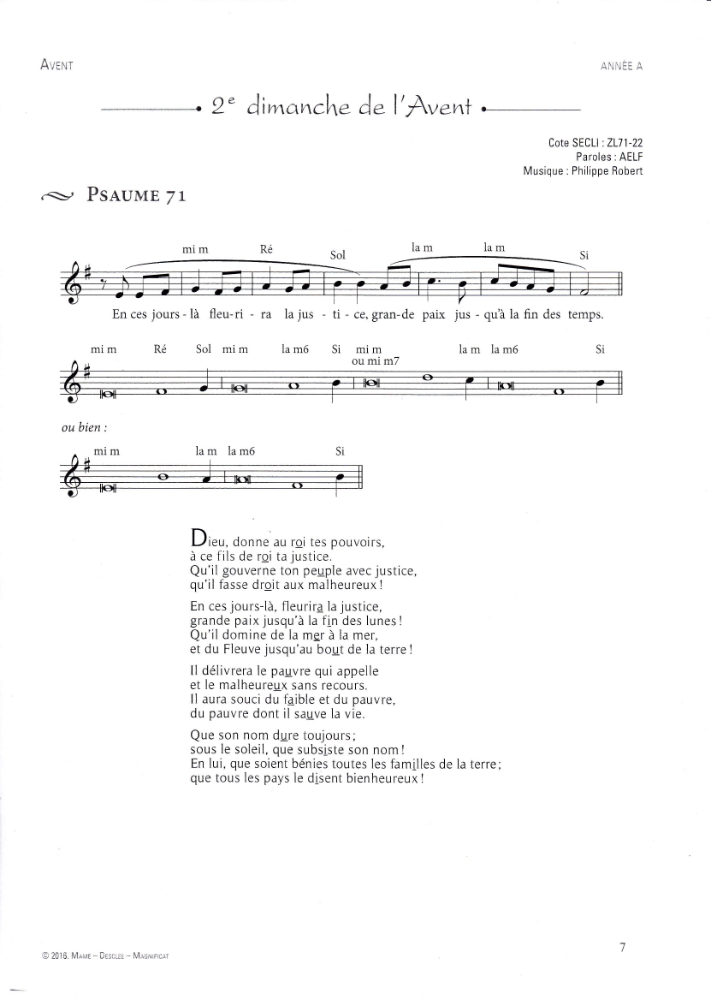 AVENT
ANNÉE A
2e dimanche de l'Avent
Cote SECLI : ZL71-22
Paroles : AELF
Musique : Philippe Robert
PSAUME 71
mi m Ré Sol la m la m Si
En ces jours - là fleu-ri - ra la jus - ti - ce, gran-de paix jus - qu'à la fin des temps.
mi m Ré Sol mi m la m6 Si mi m la m la m6 Si
ou mi m7
ou bien :
mi m la m la m6 Si
Dieu, donne au roi tes pouvoirs,
à ce fils de roi ta justice.
Qu'il gouverne ton peuple avec justice,
qu'il fasse droit aux malheureux !
En ces jours-là, fleurira la justice,
grande paix jusqu'à la fin des lunes !
Qu'il domine de la mer à la mer,
et du Fleuve jusqu'au bout de la terre !
Il délivrera le pauvre qui appelle
et le malheureux sans recours.
Il aura souci du faible et du pauvre,
du pauvre dont il sauve la vie.
Que son nom dure toujours ;
sous le soleil, que subsiste son nom !
En lui, que soient bénies toutes les familles de la terre ;
que tous les pays le disent bienheureux !
© 2016. MAME – DESCLÉE – MAGNIFICAT
7